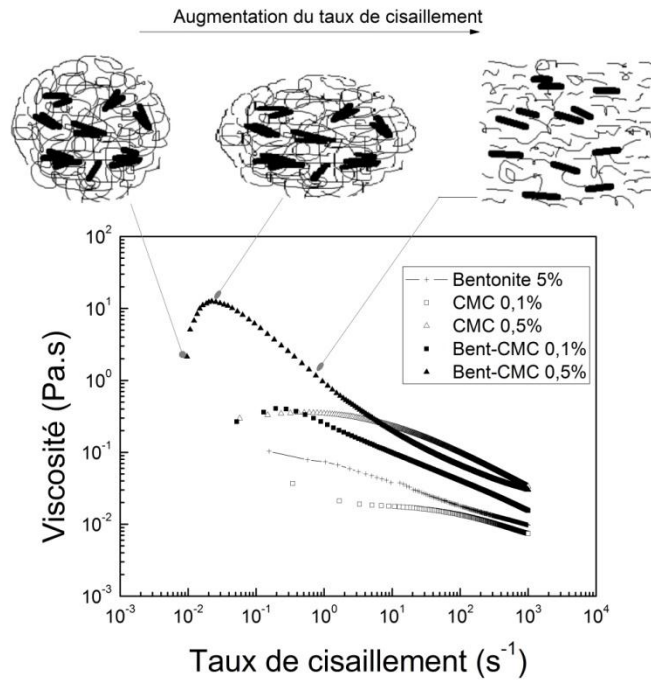 Augmentation du taux de cisaillement
10²
10¹
10⁰
10⁻¹
10⁻²
10⁻³
Viscosité (Pa.s)
Bentonite 5%
CMC 0,1%
CMC 0,5%
Bent-CMC 0,1%
Bent-CMC 0,5%
10⁻³ 10⁻² 10⁻¹ 10⁰ 10¹ 10² 10³ 10⁴
Taux de cisaillement (s⁻¹)